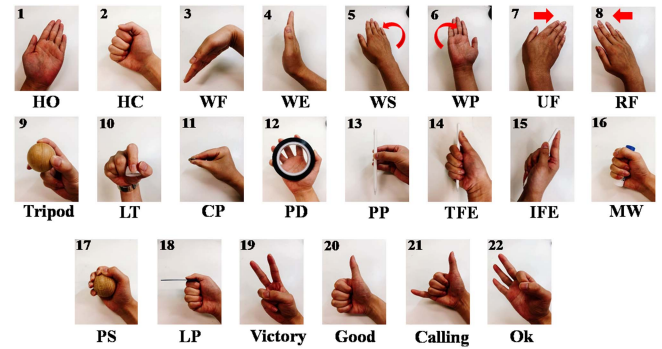 1 2 3 4 5 6 7 8
HO HC WF WE WS WP UF RF
9 10 11 12 13 14 15 16
Tripod LT CP PD PP TFE IFE MW
17 18 19 20 21 22
PS LP Victory Good Calling Ok